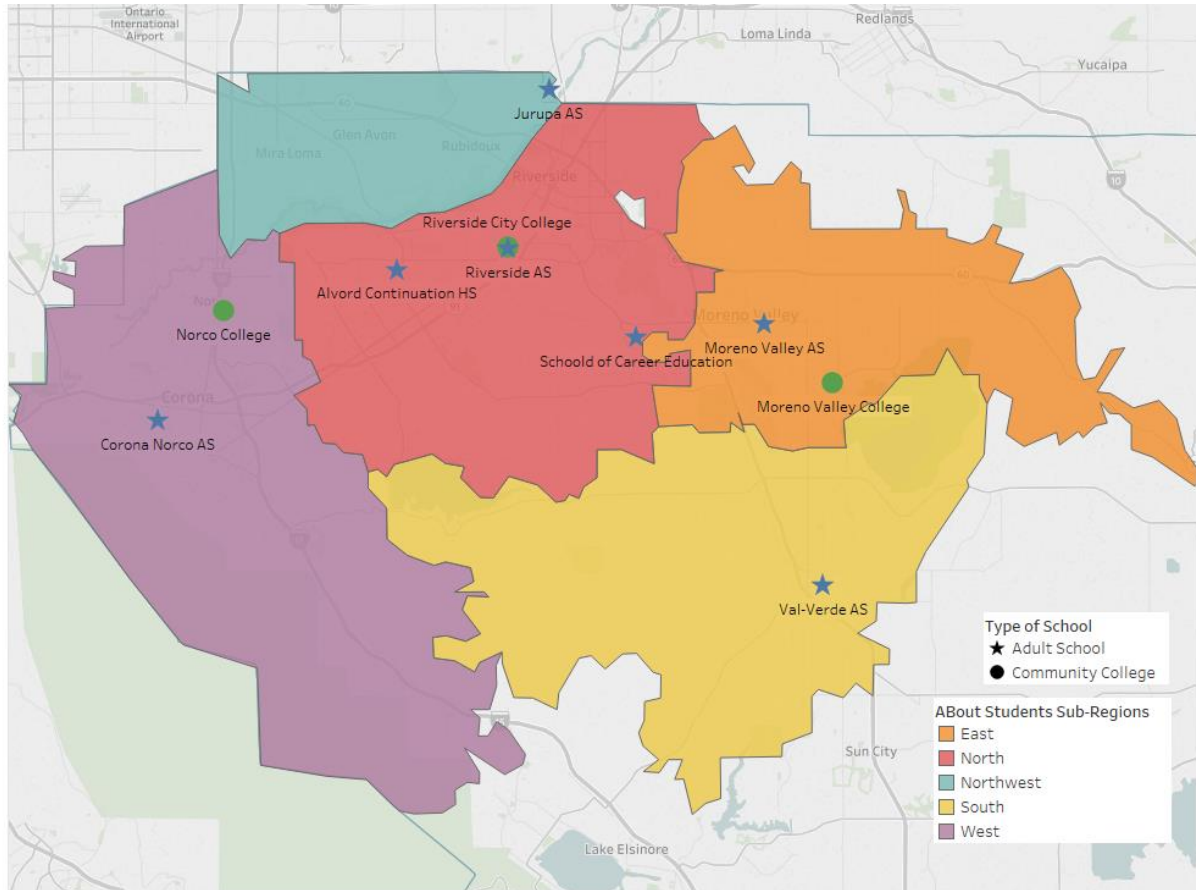 Ontario
International
Airport
Redlands
Loma Linda
Yucaipa
60
Jurupa AS
Glen Avon
Rubidoux
Mira Loma
Riverside
10
Riverside City College
Riverside AS
60
Alvord Continuation HS
Norco College
Moreno Valley
Schoold of Career Education
Moreno Valley AS
Corona
Moreno Valley College
Corona Norco AS
Val-Verde AS
Type of School
Adult School
Community College
ABout Students Sub-Regions
East
North
Northwest
South
West
Sun City
Lake Elsinore